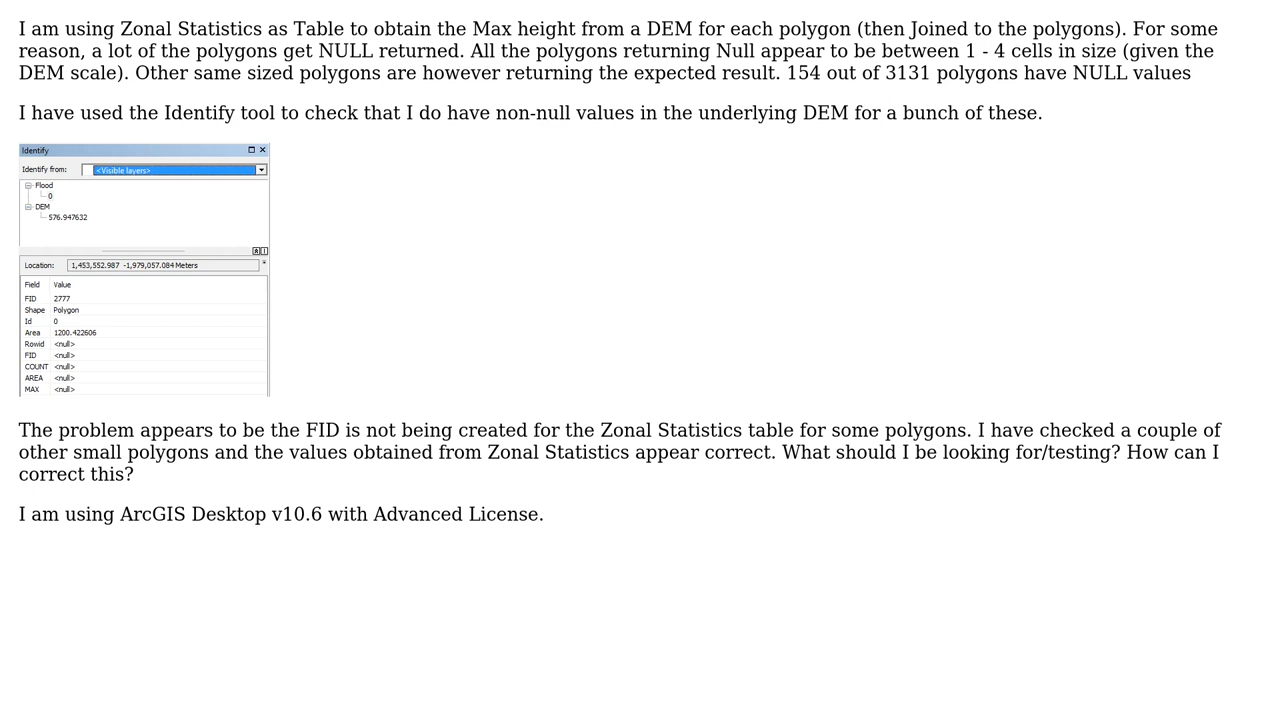 I am using Zonal Statistics as Table to obtain the Max height from a DEM for each polygon (then Joined to the polygons). For some
reason, a lot of the polygons get NULL returned. All the polygons returning Null appear to be between 1 - 4 cells in size (given the
DEM scale). Other same sized polygons are however returning the expected result. 154 out of 3131 polygons have NULL values
I have used the Identify tool to check that I do have non-null values in the underlying DEM for a bunch of these.
Identify
Identify from: <Visible layers>
Flood
0
DEM
576.947632
Location: 1,453,552.987 -1,979,057.084 Meters
Field Value
FID 2777
Shape Polygon
Id 0
Area 1200.422606
Rowid <null>
FID <null>
COUNT <null>
AREA <null>
MAX <null>
The problem appears to be the FID is not being created for the Zonal Statistics table for some polygons. I have checked a couple of
other small polygons and the values obtained from Zonal Statistics appear correct. What should I be looking for/testing? How can I
correct this?
I am using ArcGIS Desktop v10.6 with Advanced License.